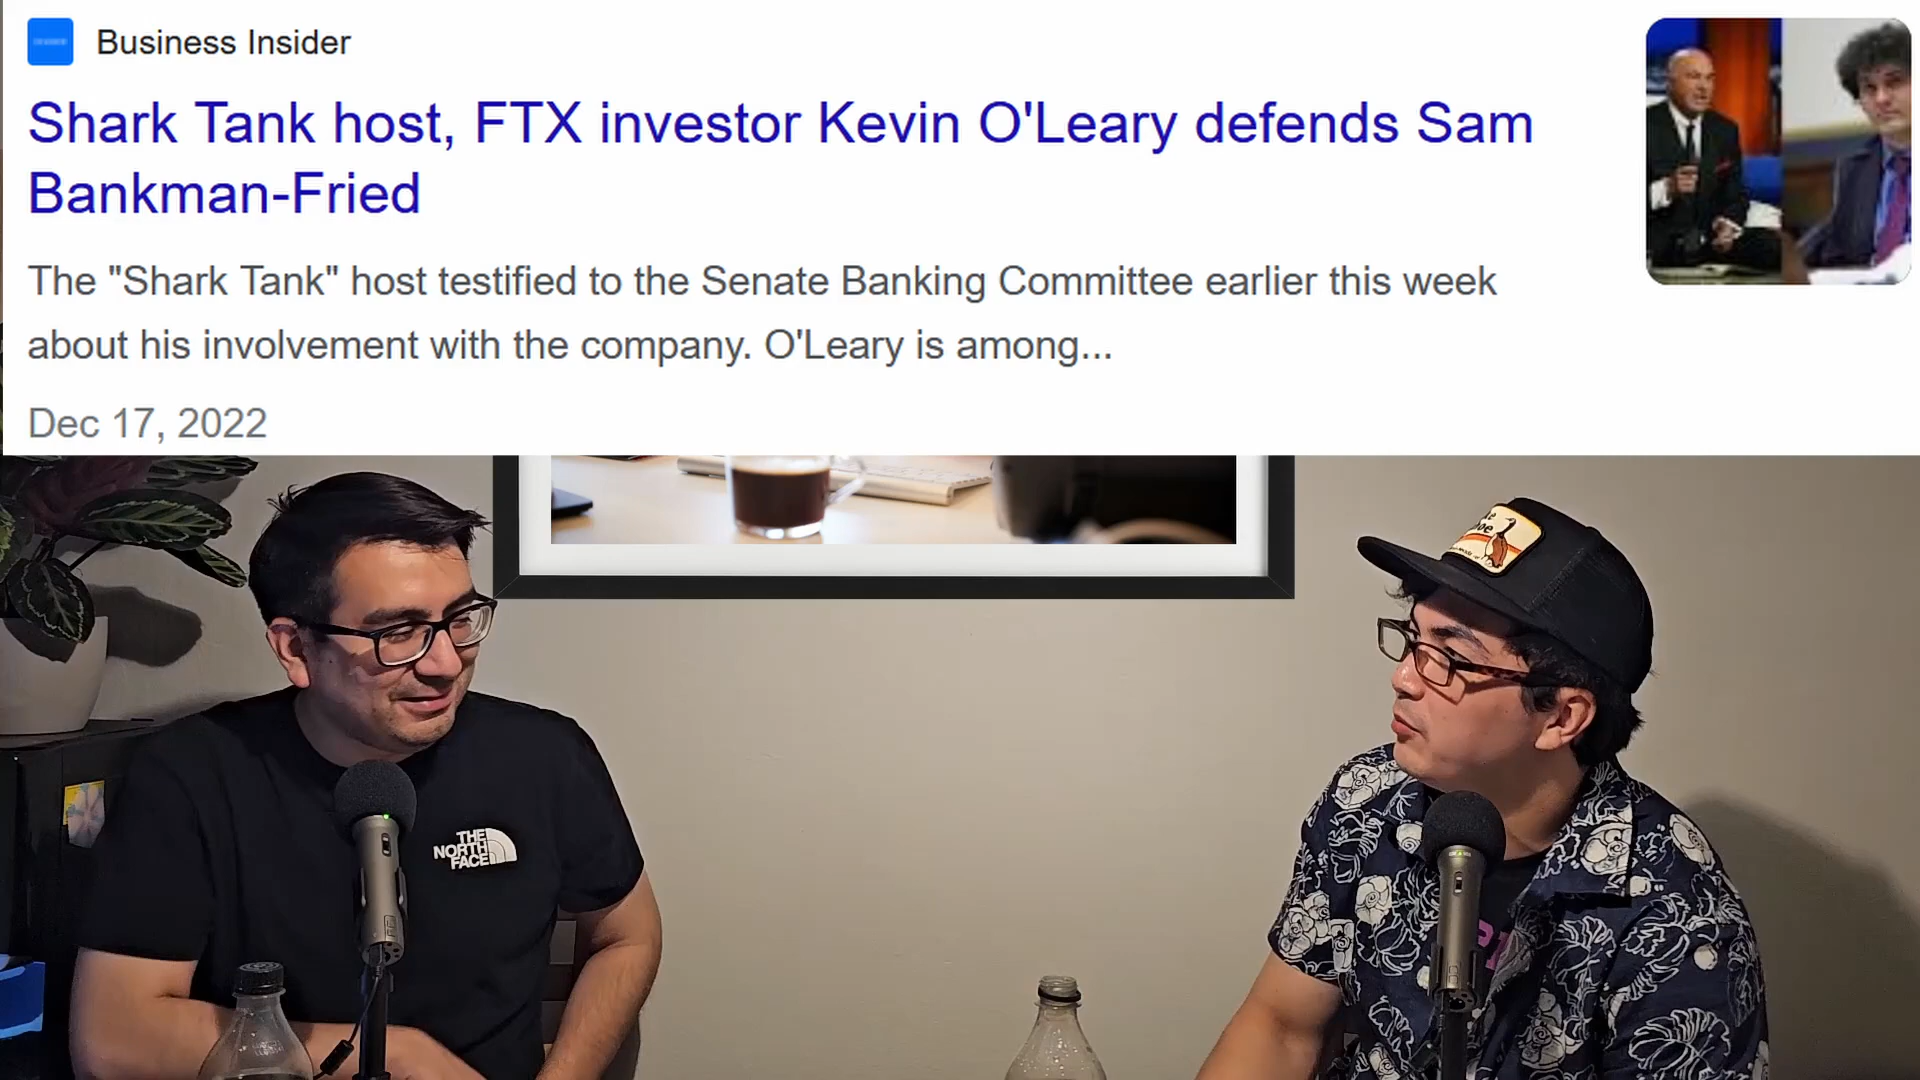 Business Insider
Shark Tank host, FTX investor Kevin O'Leary defends Sam
Bankman-Fried
The "Shark Tank" host testified to the Senate Banking Committee earlier this week
about his involvement with the company. O'Leary is among...
Dec 17, 2022
THE
NORTH
FACE